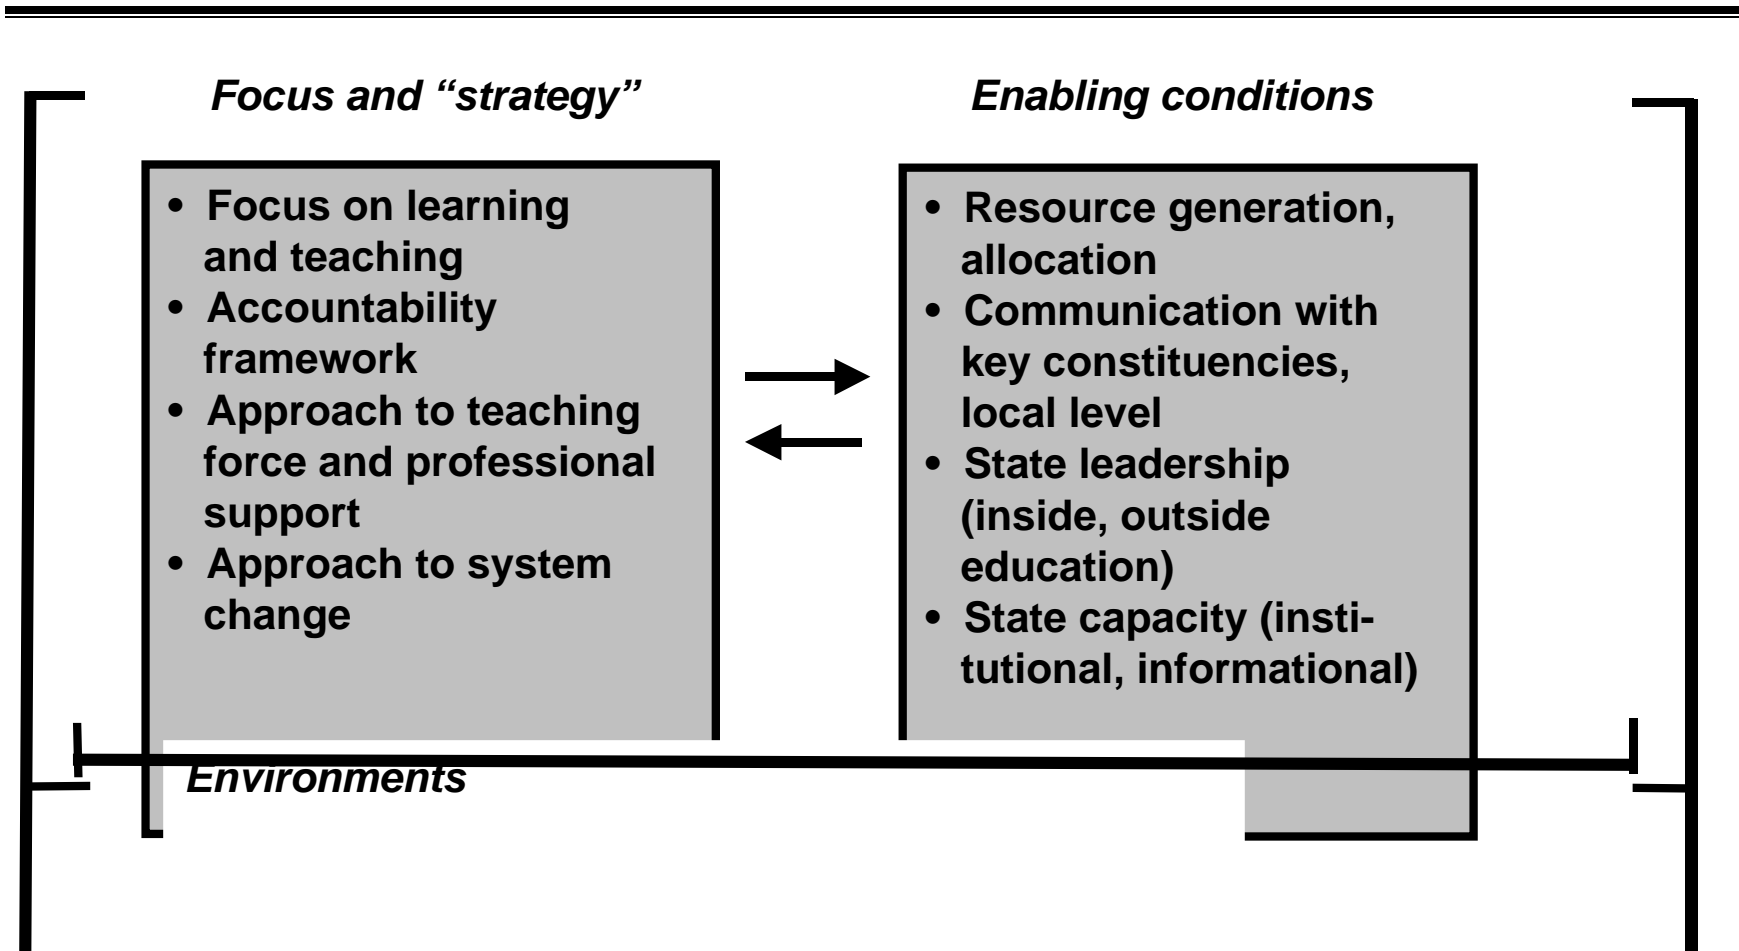 Focus and “strategy”
Enabling conditions
• Focus on learning
and teaching
• Accountability
framework
• Approach to teaching
force and professional
support
• Approach to system
change
• Resource generation,
allocation
• Communication with
key constituencies,
local level
• State leadership
(inside, outside
education)
• State capacity (insti-
tutional, informational)
Environments